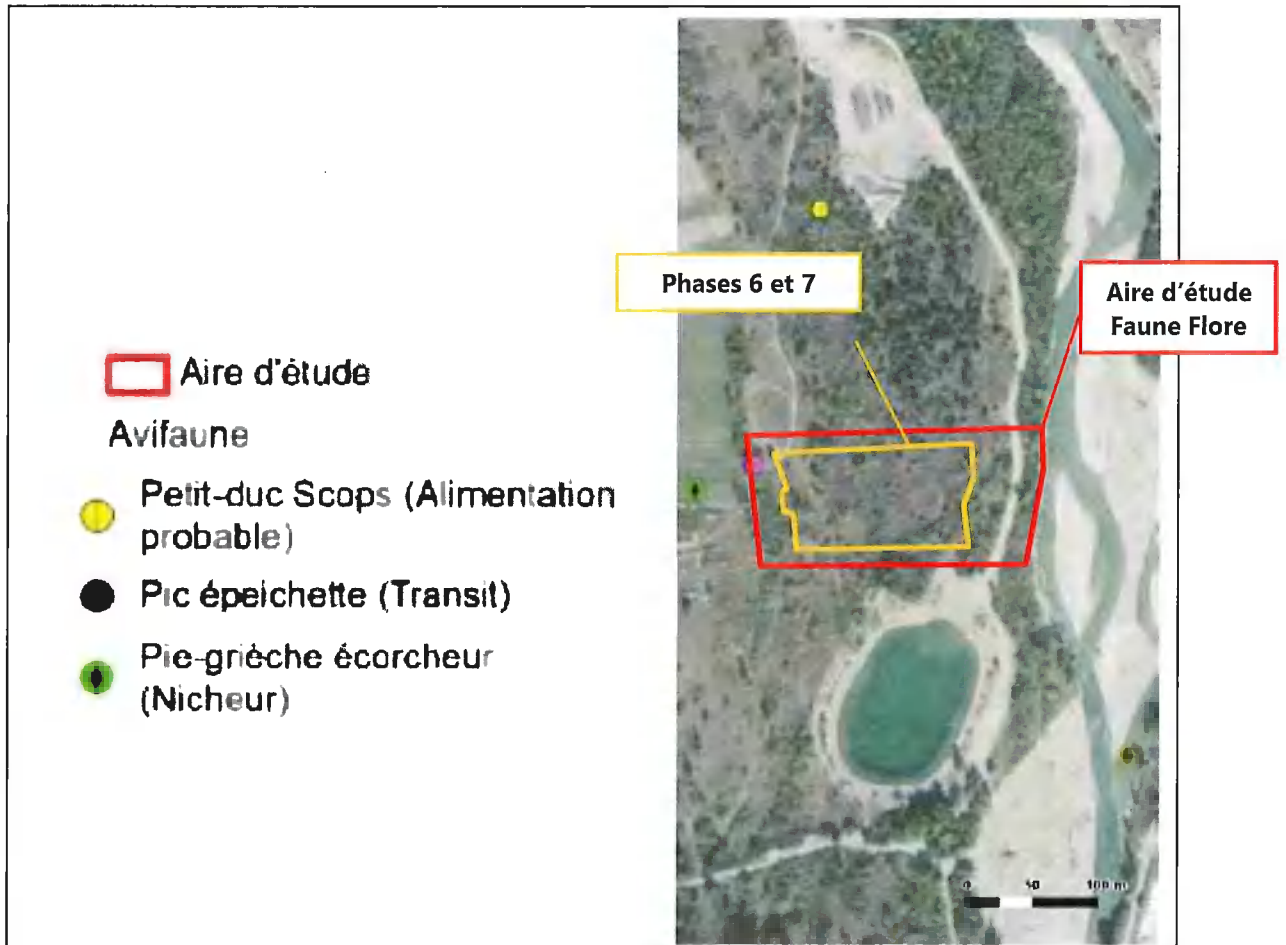 Phases 6 et 7
Aire d'étude
Faune Flore
Aire d'étude
Avifaune
Petit-duc Scops (Alimentation
probable)
Pic épeichette (Transit)
Pie-grièche écorcheur
(Nicheur)
0 50 100 m